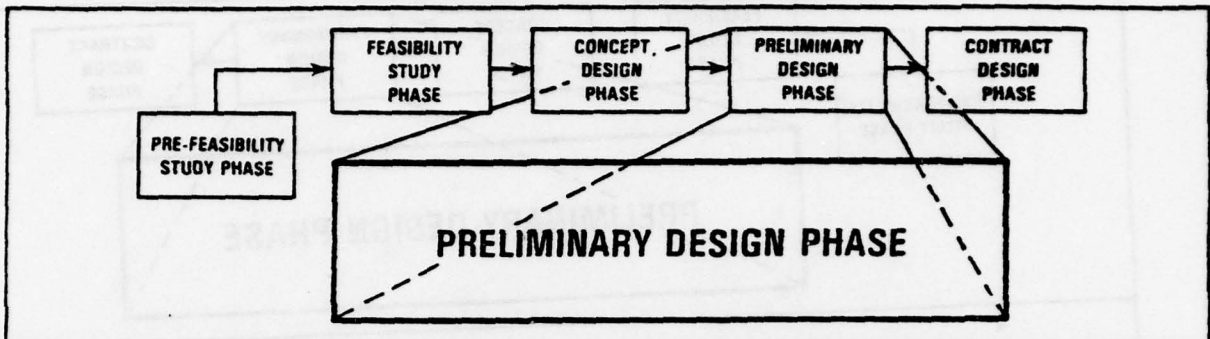 FEASIBILITY
STUDY
PHASE
CONCEPT
DESIGN
PHASE
PRELIMINARY
DESIGN
PHASE
CONTRACT
DESIGN
PHASE
PRE-FEASIBILITY
STUDY PHASE
PRELIMINARY DESIGN PHASE